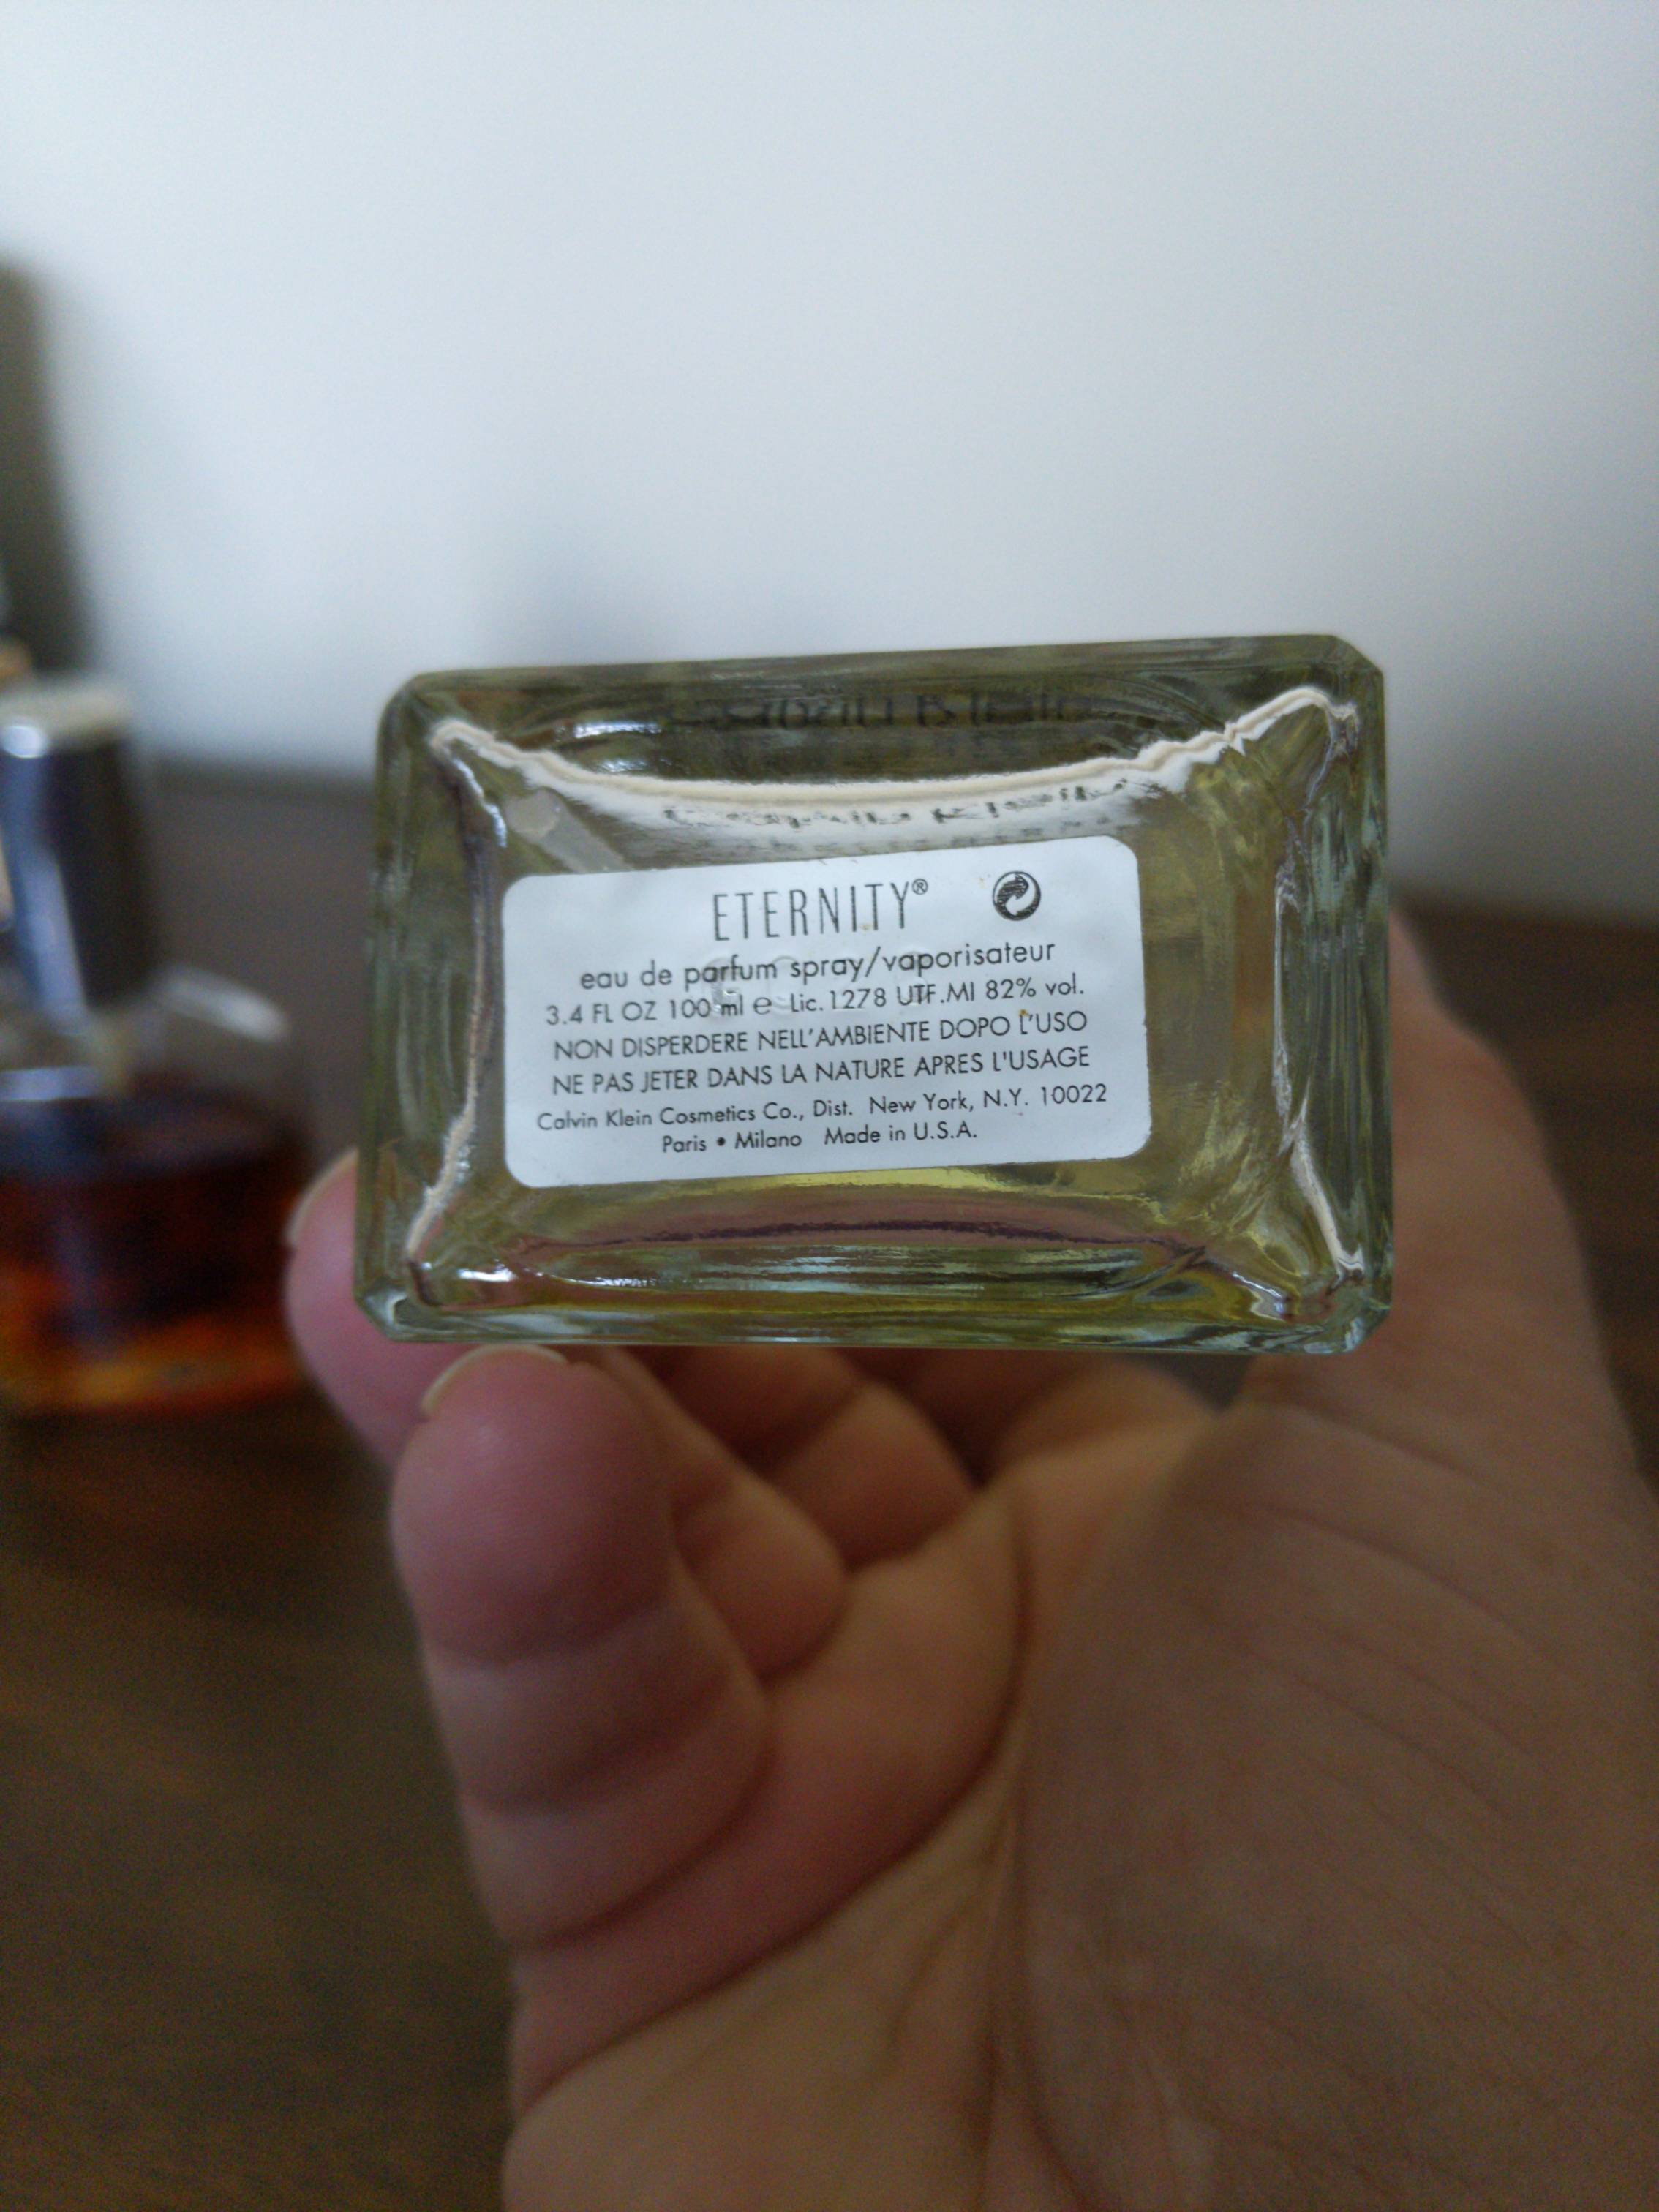 ETERNITY®
eau de parfum spray/vaporisateur
3.4 FL OZ 100 ml e Lic. 1278 UTF.MI 82% vol.
NON DISPERDERE NELL'AMBIENTE DOPO L'USO
NE PAS JETER DANS LA NATURE APRES L'USAGE
Calvin Klein Cosmetics Co., Dist. New York, N.Y. 10022
Paris • Milano Made in U.S.A.